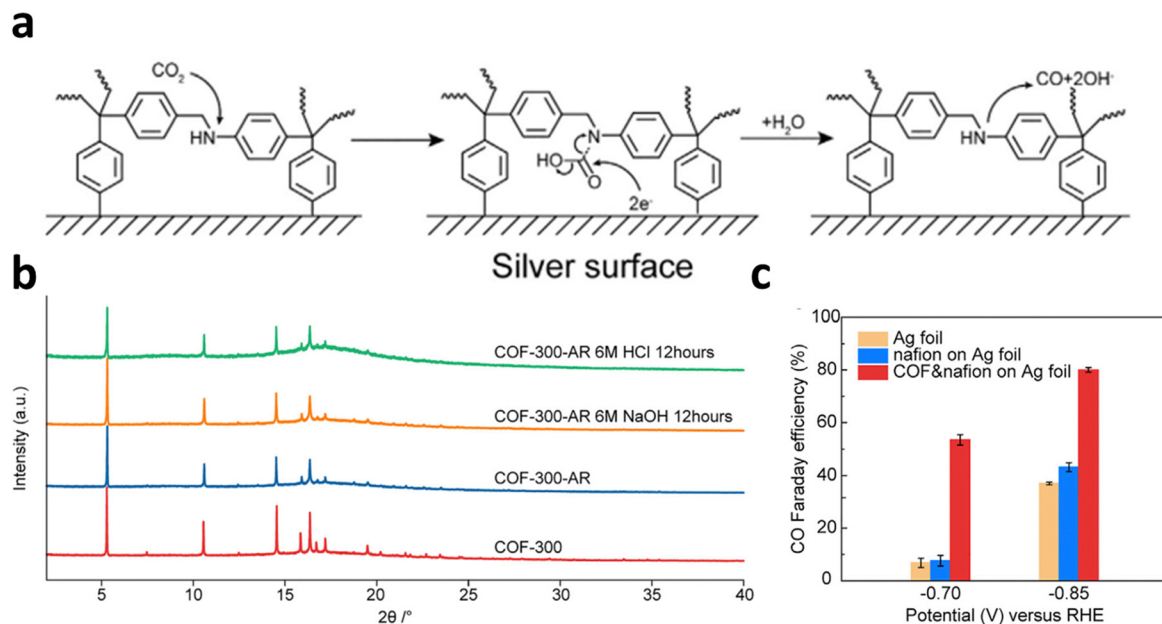 a
CO2
HN
N
HO
O
2e-
+H2O
CO+2OH-
HN
Silver surface
b
COF-300-AR 6M HCl 12hours
COF-300-AR 6M NaOH 12hours
COF-300-AR
COF-300
Intensity (a.u.)
5 10 15 20 25 30 35 40
2θ /°
c
Ag foil
nafion on Ag foil
COF&nafion on Ag foil
CO Faraday efficiency (%)
100
80
60
40
20
0
-0.70 -0.85
Potential (V) versus RHE